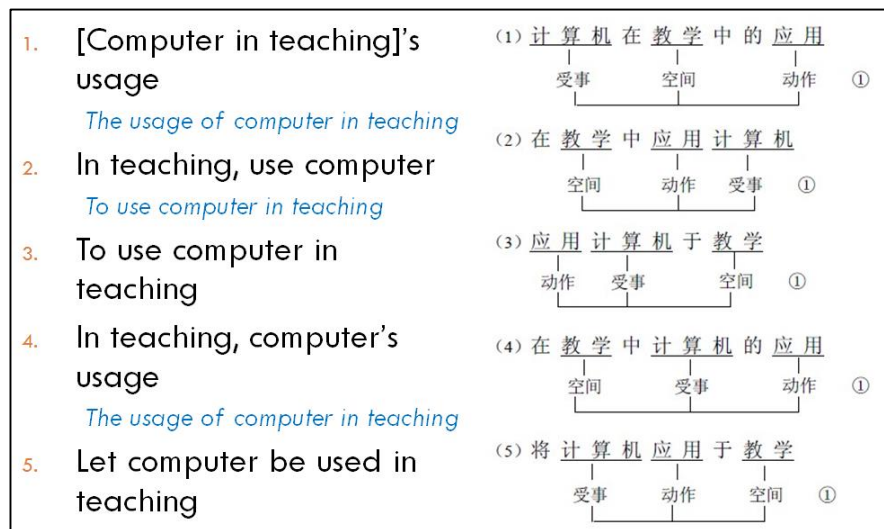 1. [Computer in teaching]'s
usage
The usage of computer in teaching
2. In teaching, use computer
To use computer in teaching
3. To use computer in
teaching
4. In teaching, computer's
usage
The usage of computer in teaching
5. Let computer be used in
teaching
(1) 计算机在教学中的应用
受事 空间 动作 ①
(2) 在教学中应用计算机
空间 动作 受事 ①
(3) 应用计算机于教学
动作 受事 空间 ①
(4) 在教学中计算机的应用
空间 受事 动作 ①
(5) 将计算机应用于教学
受事 动作 空间 ①